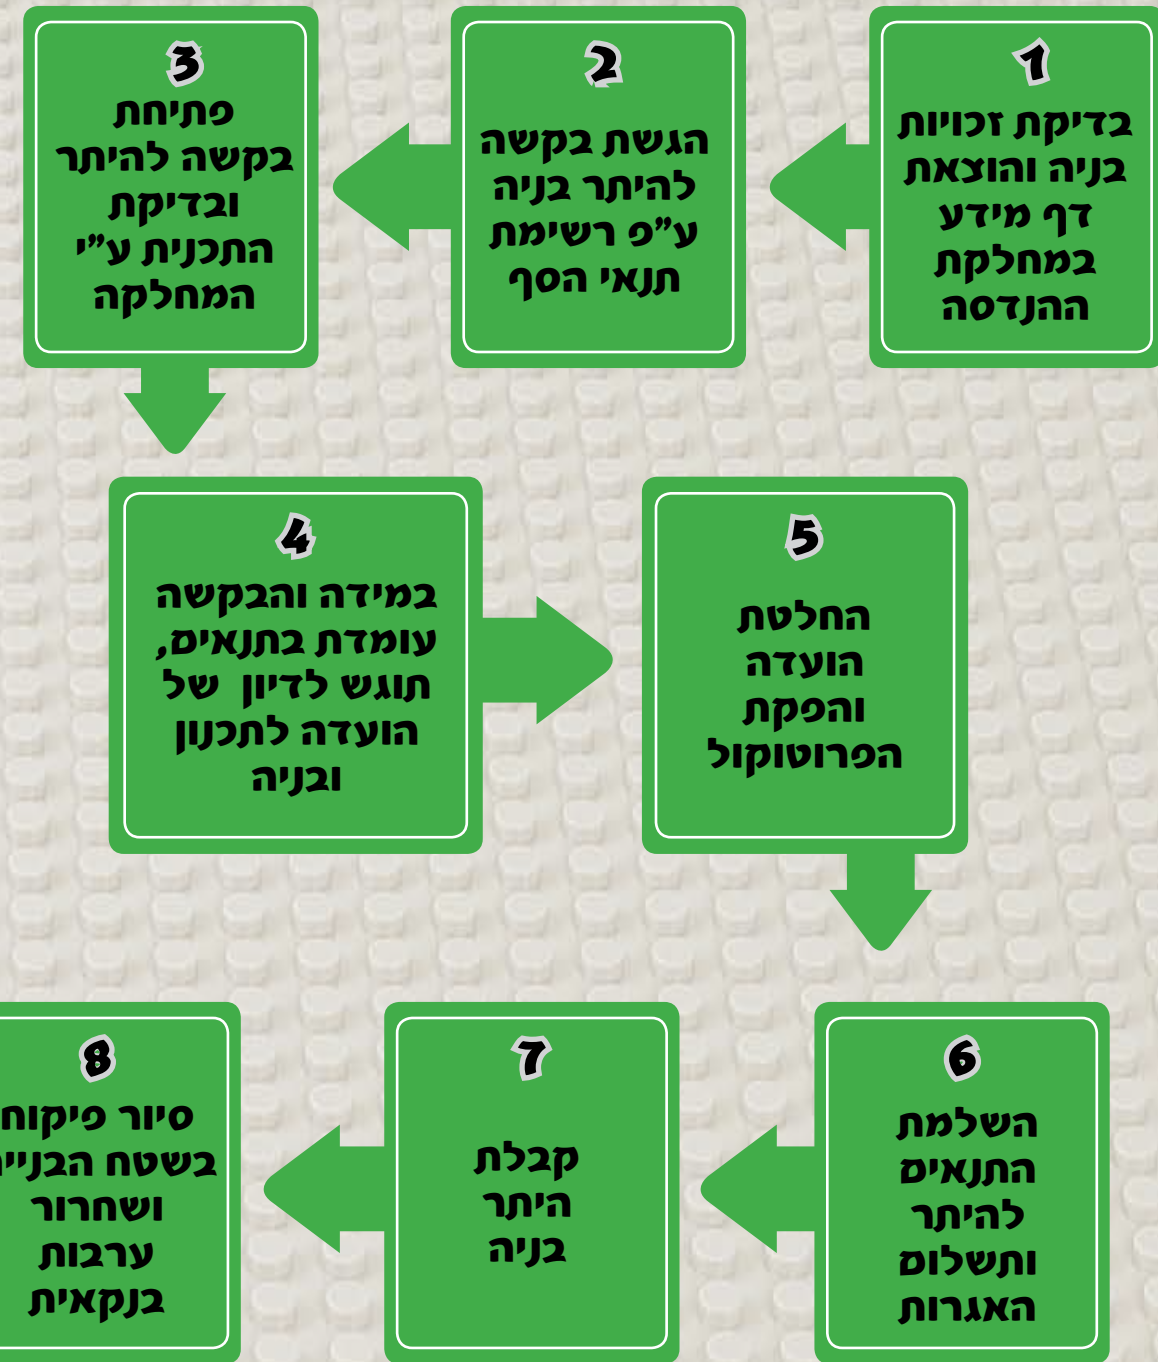 1
בדיקת זכויות
בניה והוצאת
דף מידע
במחלקת
ההנדסה
2
הגשת בקשה
להיתר בניה
ע"פ רשימת
תנאי הסף
3
פתיחת
בקשה להיתר
ובדיקת
התכנית ע"י
המחלקה
4
במידה והבקשה
עומדת בתנאים,
תוגש לדיון של
הועדה לתכנון
ובניה
5
החלטת
הועדה
והפקת
הפרוטוקול
6
השלמת
התנאים
להיתר
ותשלום
האגרות
7
קבלת
היתר
בניה
8
סיור פיקוח
בשטח
ושחרור
ערבות
בנקאית